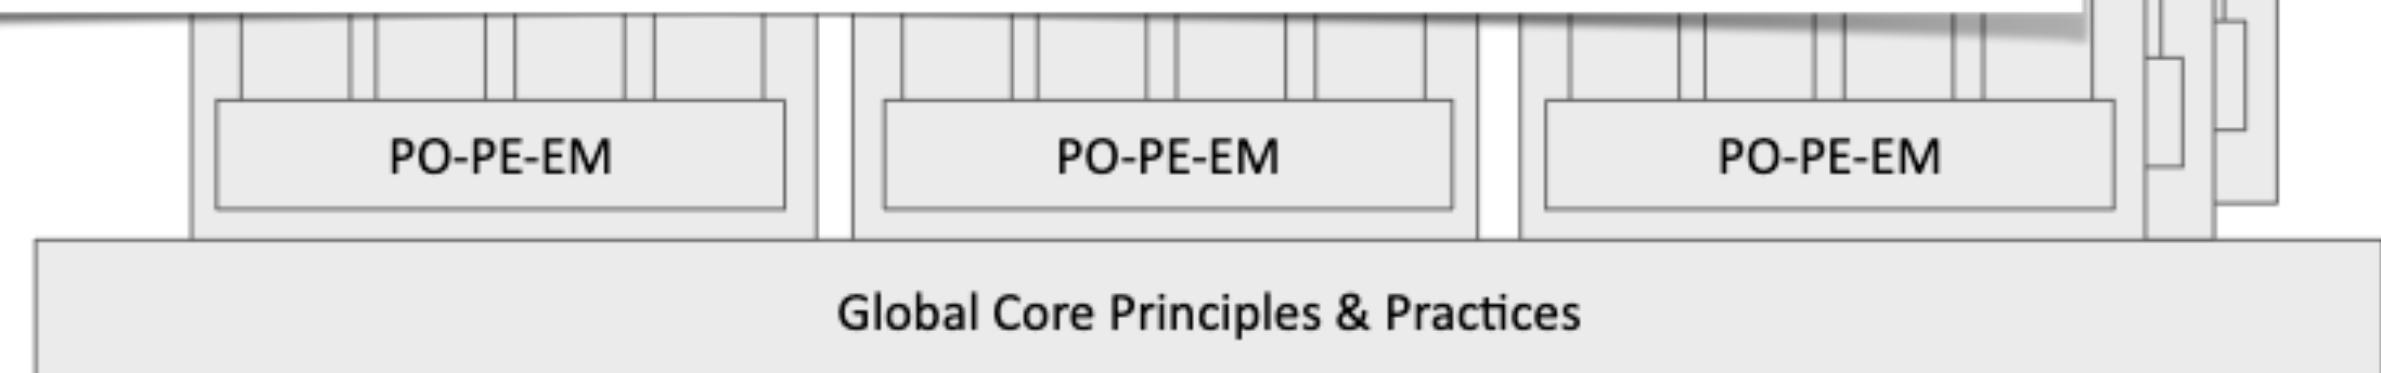 PO-PE-EM PO-PE-EM PO-PE-EM
Global Core Principles & Practices